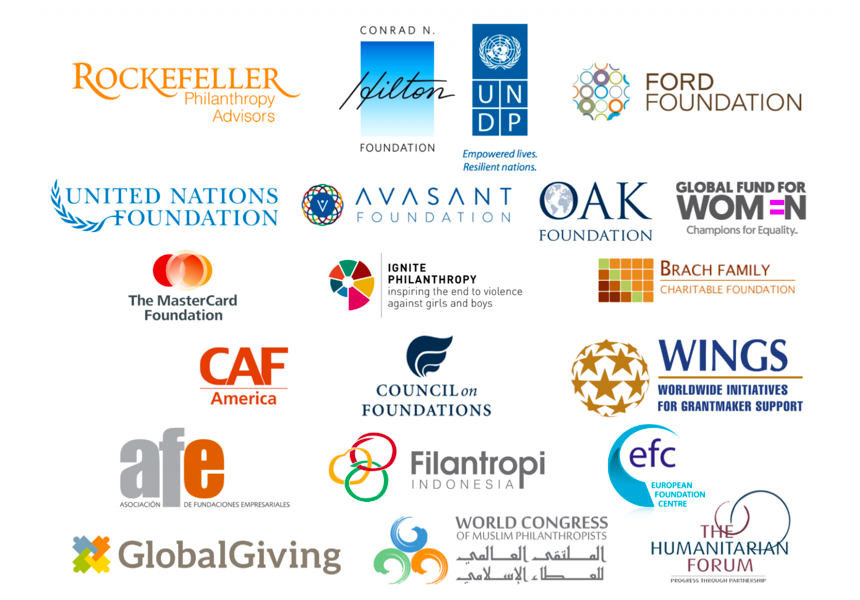 ROCKEFELLER
Philanthropy
Advisors
CONRAD N.
Hilton
FOUNDATION
UN
DP
Empowered lives.
Resilient nations.
FORD
FOUNDATION
UNITED NATIONS
FOUNDATION
AVASANT
FOUNDATION
OAK
FOUNDATION
GLOBAL FUND FOR
WOMEN
Champions for Equality.
The MasterCard
Foundation
IGNITE
PHILANTHROPY
inspiring the end to violence
against girls and boys
BRACH FAMILY
CHARITABLE FOUNDATION
CAF
America
COUNCIL on
FOUNDATIONS
WINGS
WORLDWIDE INITIATIVES
FOR GRANTMAKER SUPPORT
afe
ASOCIACIÓN DE FUNDACIONES EMPRESARIALES
Filantropi
INDONESIA
efc
EUROPEAN
FOUNDATION
CENTRE
GlobalGiving
WORLD CONGRESS
OF MUSLIM PHILANTHROPISTS
الملتقى العالمي
للعطاء الإسلامي
THE
HUMANITARIAN
FORUM
PROGRESS THROUGH PARTNERSHIP